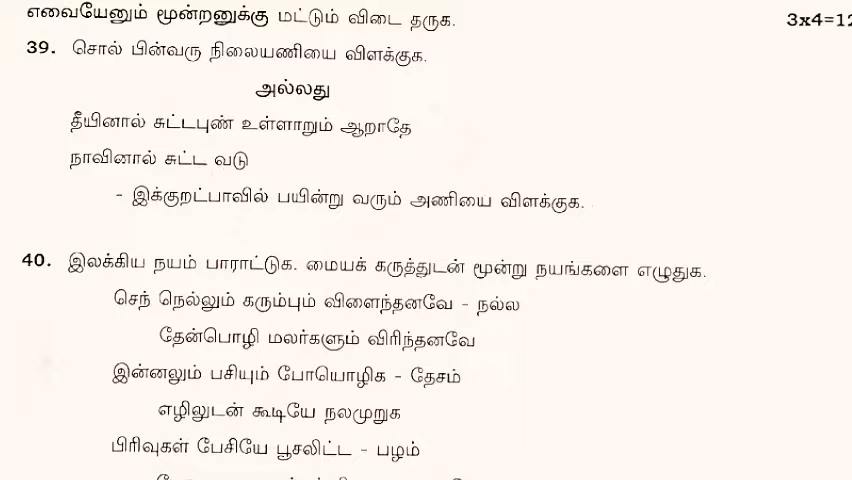 எவையேனும் மூன்றனுக்கு மட்டும் விடை தருக. 3x4=12
39. சொல் பின்வரு நிலையணியை விளக்குக.
அல்லது
தீயினால் சுட்டபுண் உள்ளாறும் ஆறாதே
நாவினால் சுட்ட வடு
- இக்குறட்பாவில் பயின்று வரும் அணியை விளக்குக.
40. இலக்கிய நயம் பாராட்டுக. மையக் கருத்துடன் மூன்று நயங்களை எழுதுக.
செந் நெல்லும் கரும்பும் விளைந்தனவே - நல்ல
தேன்பொழி மலர்களும் விரிந்தனவே
இன்னலும் பசியும் போயொழிக - தேசம்
எழிலுடன் கூடியே நலமுறுக
பிரிவுகள் பேசியே பூசலிட்ட - பழம்